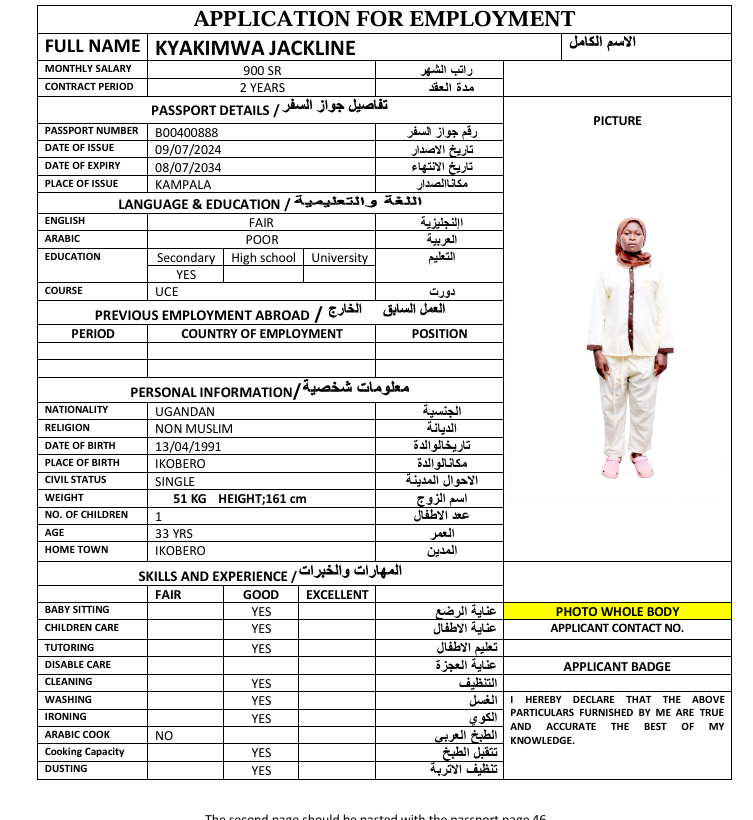 APPLICATION FOR EMPLOYMENT
FULL NAME KYAKIMWA JACKLINE الاسم الكامل
MONTHLY SALARY 900 SR راتب الشهر
CONTRACT PERIOD 2 YEARS مدة العقد
PASSPORT DETAILS / تفاصيل جواز السفر
PICTURE
PASSPORT NUMBER B00400888 رقم جواز السفر
DATE OF ISSUE 09/07/2024 تاريخ الاصدار
DATE OF EXPIRY 08/07/2034 تاريخ الانتهاء
PLACE OF ISSUE KAMPALA مكاناالصدار
LANGUAGE & EDUCATION / اللغة والتعليمية
ENGLISH FAIR اإلنجليزية
ARABIC POOR العربية
EDUCATION Secondary High school University التعليم
YES
COURSE UCE دورت
PREVIOUS EMPLOYMENT ABROAD / العمل السابق الخارج
PERIOD COUNTRY OF EMPLOYMENT POSITION
PERSONAL INFORMATION/ معلومات شخصية
NATIONALITY UGANDAN الجنسية
RELIGION NON MUSLIM الديانة
DATE OF BIRTH 13/04/1991 تاريخالوالدة
PLACE OF BIRTH IKOBERO مكانالوالدة
CIVIL STATUS SINGLE الاحوال المدينة
WEIGHT 51 KG HEIGHT;161 cm اسم الزوج
NO. OF CHILDREN 1 عدد الاطفال
AGE 33 YRS العمر
HOME TOWN IKOBERO المدين
SKILLS AND EXPERIENCE / المهارات والخبرات
FAIR GOOD EXCELLENT
BABY SITTING YES عناية الرضع
PHOTO WHOLE BODY
CHILDREN CARE YES عناية الاطفال
APPLICANT CONTACT NO.
TUTORING YES تعليم الاطفال
DISABLE CARE عناية العجزة
APPLICANT BADGE
CLEANING YES التنظيف
WASHING YES الغسل
IRONING YES الكوي
ARABIC COOK NO الطبخ العربي
Cooking Capacity YES تتقبل الطبخ
DUSTING YES تنظيف الاتربة
I HEREBY DECLARE THAT THE ABOVE
PARTICULARS FURNISHED BY ME ARE TRUE
AND ACCURATE THE BEST OF MY
KNOWLEDGE.
The second page should be pasted with the passport page 46